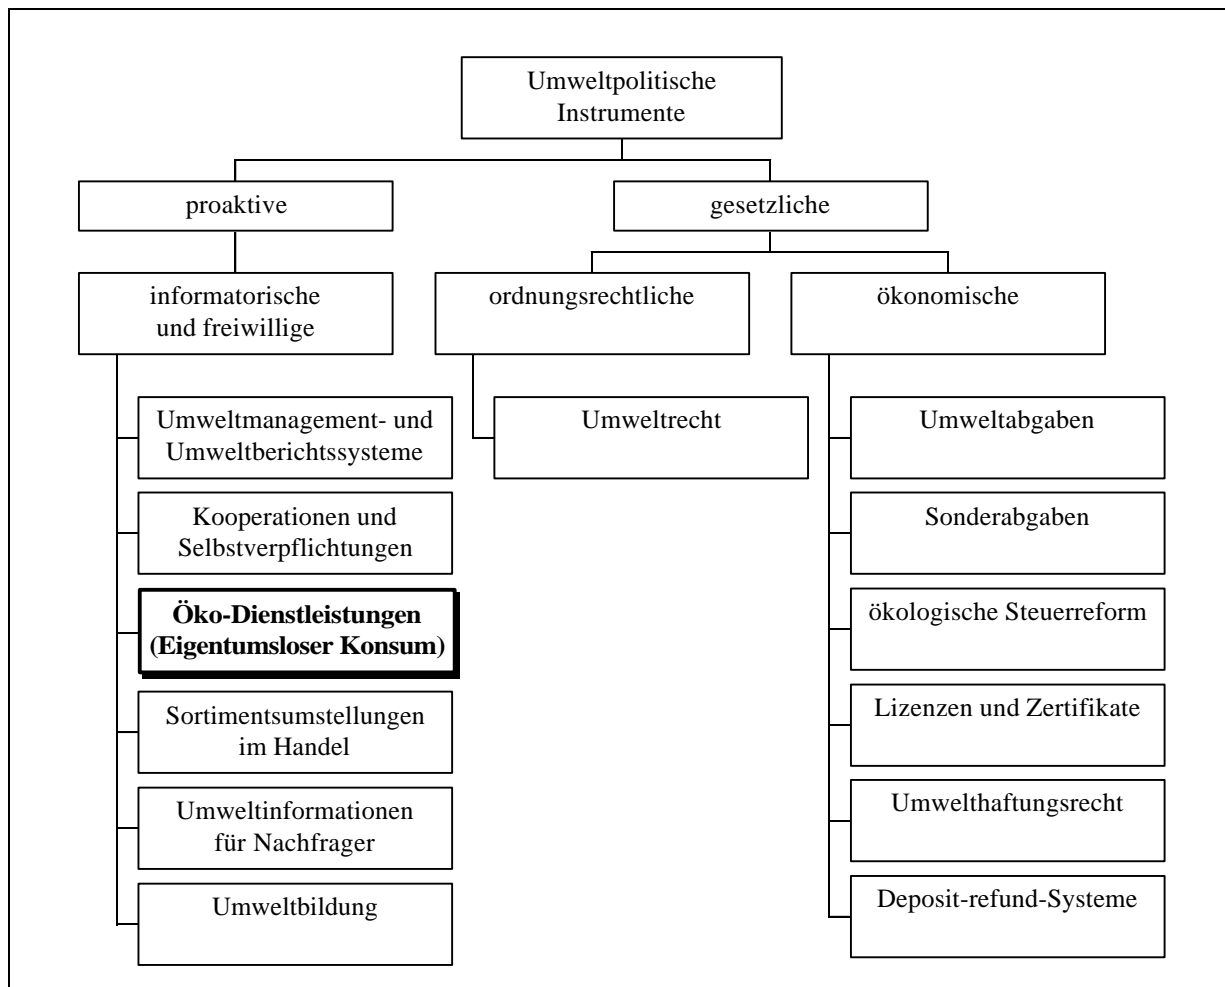 Umweltpolitische
Instrumente
proaktive
gesetzliche
informatorische
und freiwillige
ordnungsrechtliche
ökonomische
Umweltmanagement- und
Umweltberichtssysteme
Kooperationen und
Selbstverpflichtungen
Öko-Dienstleistungen
(Eigentumsloser Konsum)
Sortimentsumstellungen
im Handel
Umweltinformationen
für Nachfrager
Umweltbildung
Umweltrecht
Umweltabgaben
Sonderabgaben
ökologische Steuerreform
Lizenzen und Zertifikate
Umwelthaftungsrecht
Deposit-refund-Systeme